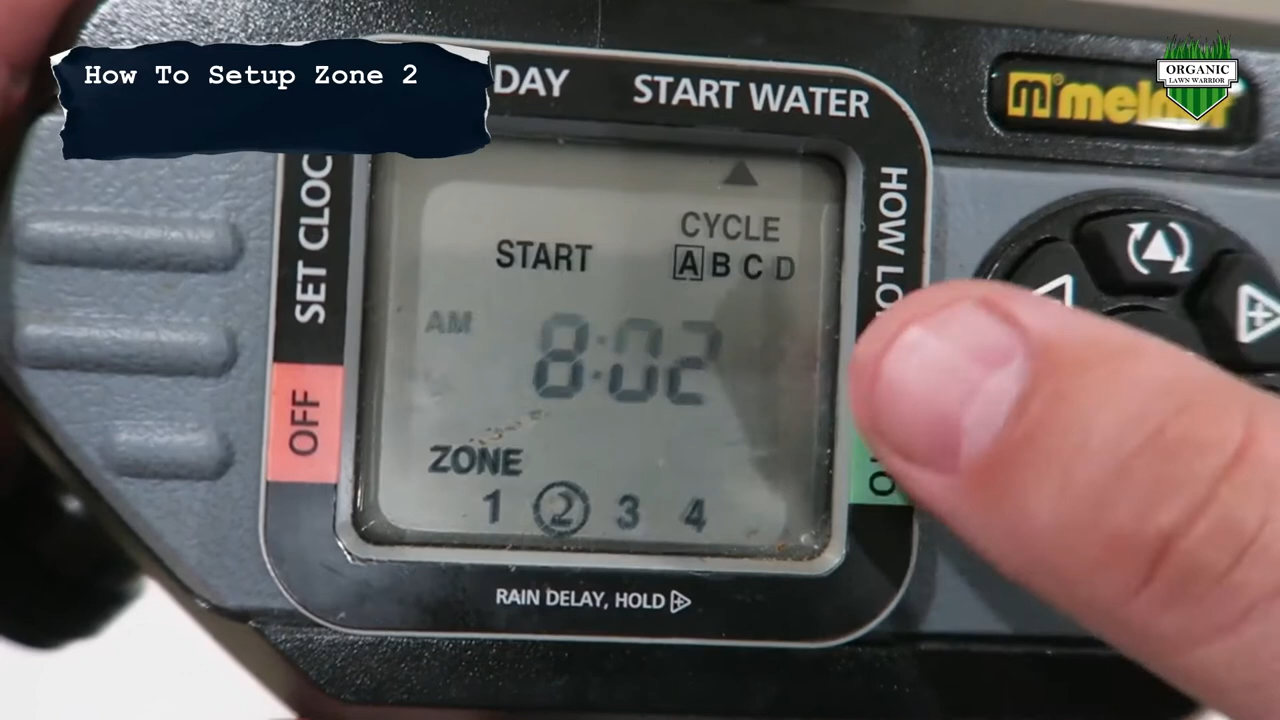 How To Setup Zone 2
DAY
START WATER
ORGANIC
LAWN WARRIOR
SET CLOC
HOW LO
OFF
START
CYCLE
A B C D
AM
8:02
ZONE
1 2 3 4
RAIN DELAY, HOLD